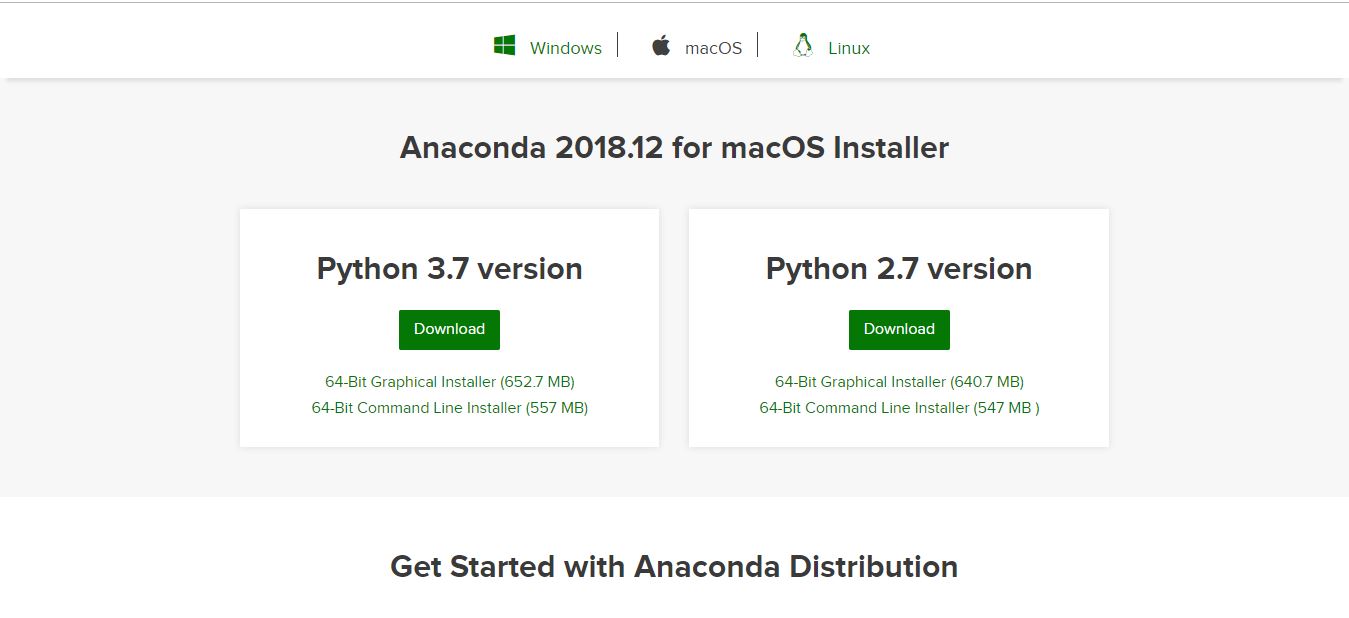 Windows macOS Linux
Anaconda 2018.12 for macOS Installer
Python 3.7 version
Download
64-Bit Graphical Installer (652.7 MB)
64-Bit Command Line Installer (557 MB)
Python 2.7 version
Download
64-Bit Graphical Installer (640.7 MB)
64-Bit Command Line Installer (547 MB )
Get Started with Anaconda Distribution